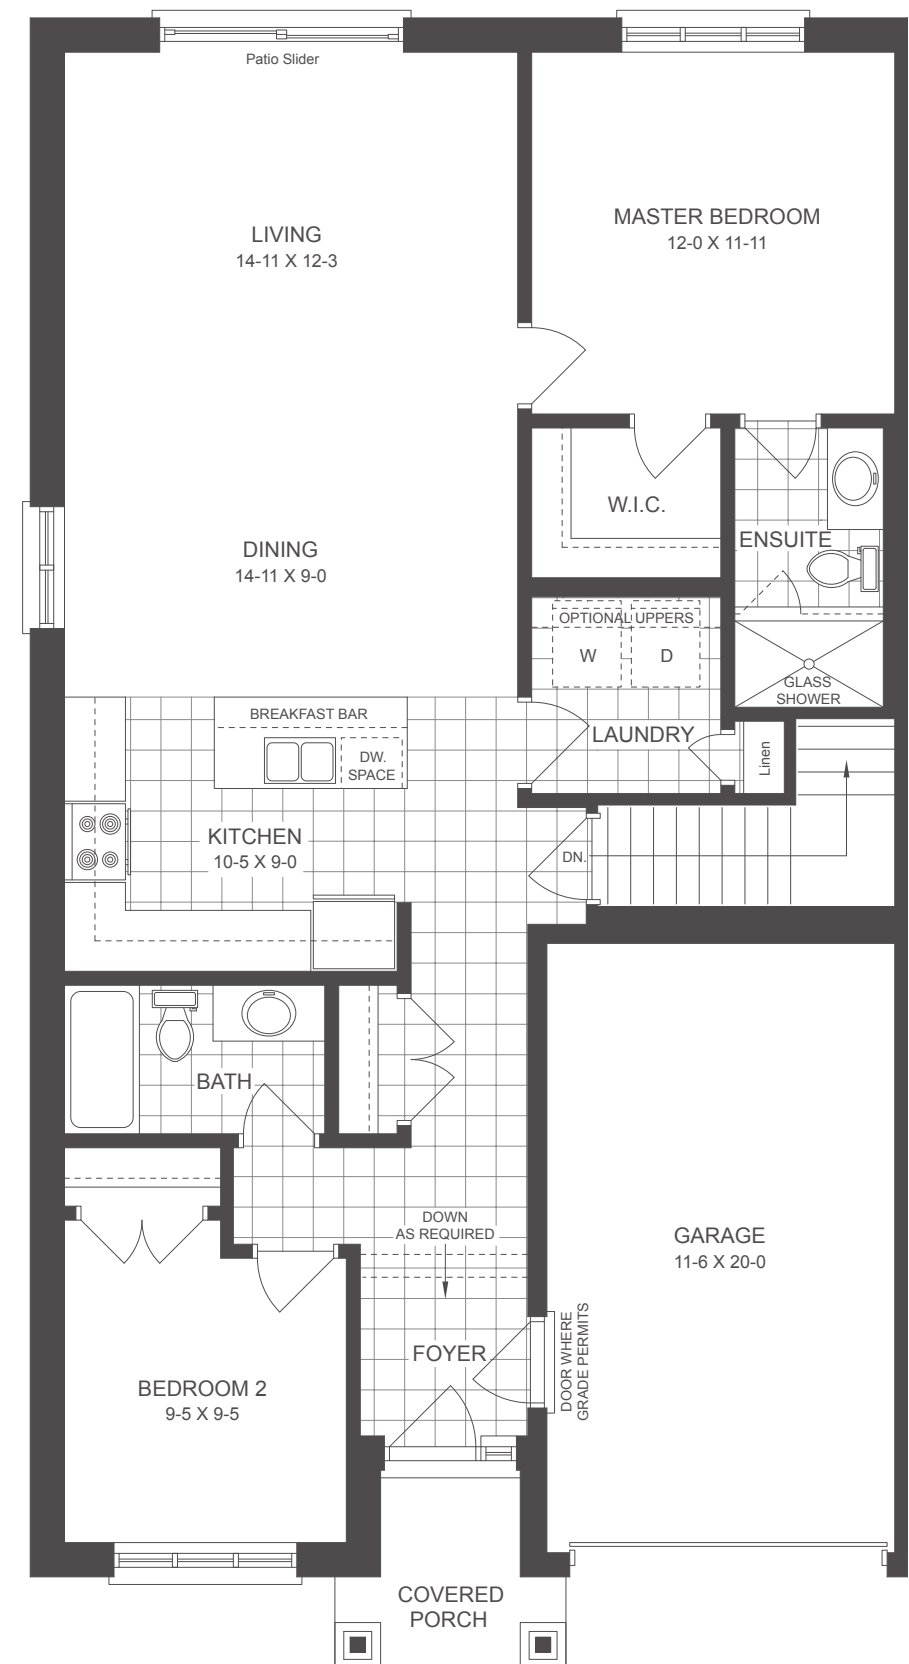 Patio Slider
LIVING
14-11 X 12-3
MASTER BEDROOM
12-0 X 11-11
W.I.C.
DINING
14-11 X 9-0
ENSUITE
OPTIONAL UPPERS
W
D
GLASS
SHOWER
BREAKFAST BAR
DW.
SPACE
LAUNDRY
Linen
KITCHEN
10-5 X 9-0
DN.
BATH
DOWN
AS REQUIRED
GARAGE
11-6 X 20-0
FOYER
DOOR WHERE
GRADE PERMITS
BEDROOM 2
9-5 X 9-5
COVERED
PORCH